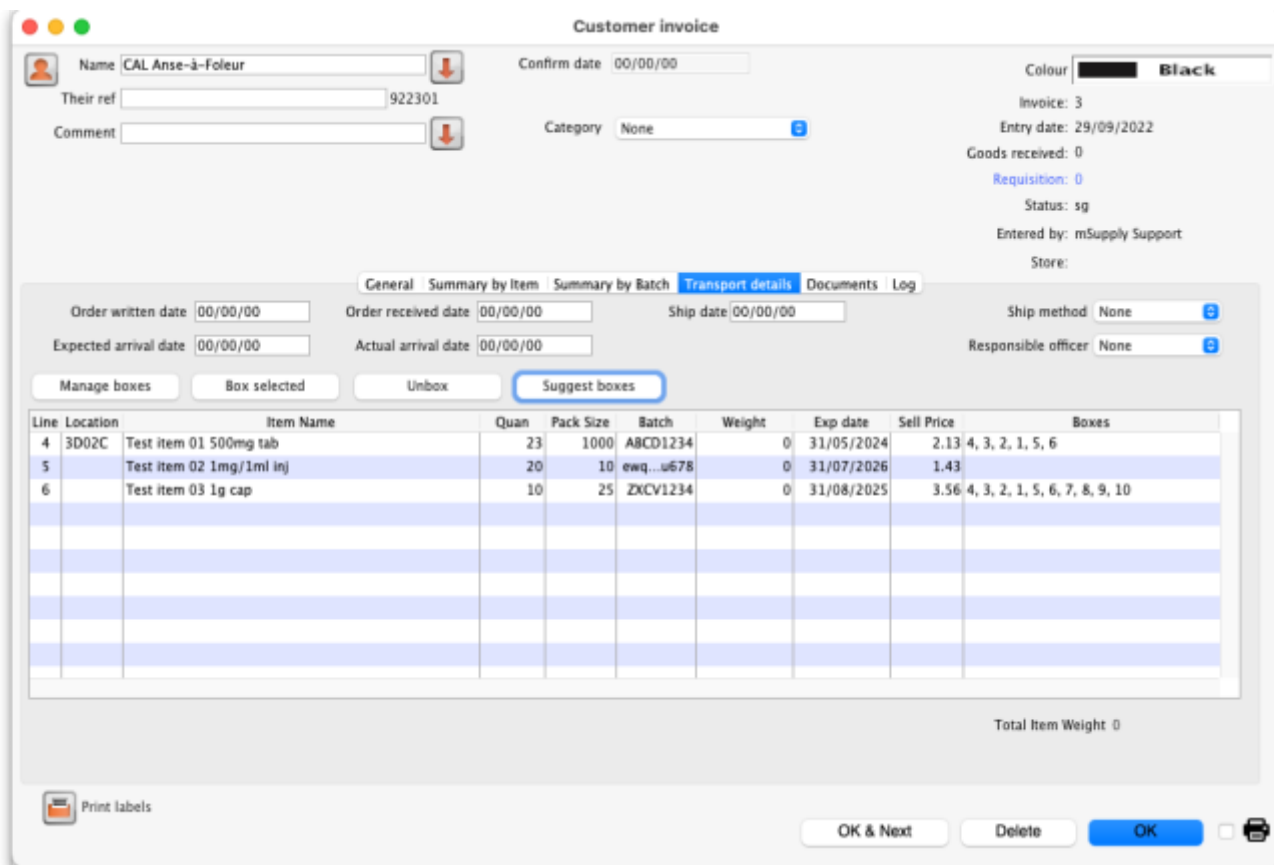 Customer invoice
Name CAL Anse-à-Foleur Confirm date 00/00/00 Colour Black
Their ref 922301 Invoice: 3
Comment Category None Entry date: 29/09/2022
Goods received: 0
Requisition: 0
Status: sg
Entered by: mSupply Support
Store:
General Summary by Item Summary by Batch Transport details Documents Log
Order written date 00/00/00 Order received date 00/00/00 Ship date 00/00/00 Ship method None
Expected arrival date 00/00/00 Actual arrival date 00/00/00 Responsible officer None
Manage boxes Box selected Unbox Suggest boxes
Line Location Item Name Quan Pack Size Batch Weight Exp date Sell Price Boxes
4 3D02C Test item 01 500mg tab 23 1000 ABCD1234 0 31/05/2024 2.13 4, 3, 2, 1, 5, 6
5 Test item 02 1mg/1ml inj 20 10 ewq...u678 0 31/07/2026 1.43
6 Test item 03 1g cap 10 25 ZXCV1234 0 31/08/2025 3.56 4, 3, 2, 1, 5, 6, 7, 8, 9, 10
Total Item Weight 0
Print labels
OK & Next Delete OK